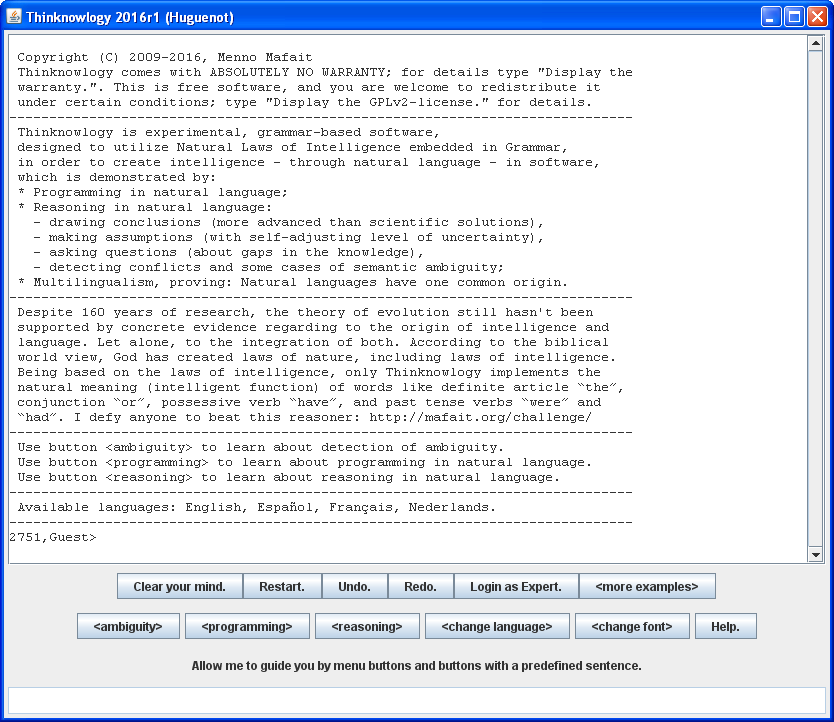 Thinknowlogy 2016r1 (Huguenot)
Copyright (C) 2009-2016, Menno Mafait
Thinknowlogy comes with ABSOLUTELY NO WARRANTY; for details type "Display the
warranty.". This is free software, and you are welcome to redistribute it
under certain conditions; type "Display the GPLv2-license." for details.
Thinknowlogy is experimental, grammar-based software,
designed to utilize Natural Laws of Intelligence embedded in Grammar,
in order to create intelligence - through natural language - in software,
which is demonstrated by:
* Programming in natural language;
* Reasoning in natural language:
- drawing conclusions (more advanced than scientific solutions),
- making assumptions (with self-adjusting level of uncertainty),
- asking questions (about gaps in the knowledge),
- detecting conflicts and some cases of semantic ambiguity;
* Multilingualism, proving: Natural languages have one common origin.
Despite 160 years of research, the theory of evolution still hasn't been
supported by concrete evidence regarding to the origin of intelligence and
language. Let alone, to the integration of both. According to the biblical
world view, God has created laws of nature, including laws of intelligence.
Being based on the laws of intelligence, only Thinknowlogy implements the
natural meaning (intelligent function) of words like definite article “the”,
conjunction “or”, possessive verb “have”, and past tense verbs “were” and
“had”. I defy anyone to beat this reasoner: http://mafait.org/challenge/
Use button <ambiguity> to learn about detection of ambiguity.
Use button <programming> to learn about programming in natural language.
Use button <reasoning> to learn about reasoning in natural language.
Available languages: English, Español, Français, Nederlands.
2751,Guest>
Clear your mind. Restart. Undo. Redo. Login as Expert. <more examples>
<ambiguity> <programming> <reasoning> <change language> <change font> Help.
Allow me to guide you by menu buttons and buttons with a predefined sentence.